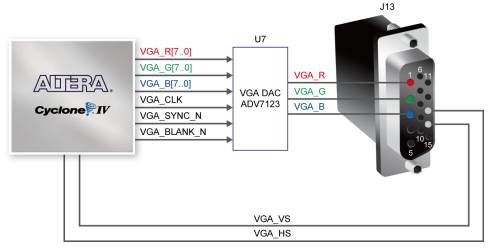 J13
U7
VGA_R[7..0]
VGA_G[7..0]
VGA_B[7..0]
VGA_CLK
VGA_SYNC_N
VGA_BLANK_N
ALTERA.
Cyclone IV
VGA DAC
ADV7123
VGA_R
VGA_G
VGA_B
1
6
11
5
10
15
VGA_VS
VGA_HS